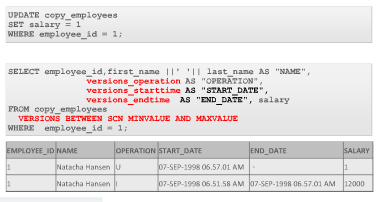 UPDATE copy_employees
SET salary = 1
WHERE employee_id = 1;
SELECT employee_id,first_name ||' '|| last_name AS "NAME",
versions_operation AS "OPERATION",
versions_starttime AS "START_DATE",
versions_endtime AS "END_DATE", salary
FROM copy_employees
VERSIONS BETWEEN SCN MINVALUE AND MAXVALUE
WHERE employee_id = 1;
EMPLOYEE_ID NAME OPERATION START_DATE END_DATE SALARY
1 Natacha Hansen U 07-SEP-1998 06.57.01 AM - 1
1 Natacha Hansen I 07-SEP-1998 06.51.58 AM 07-SEP-1998 06.57.01 AM 12000